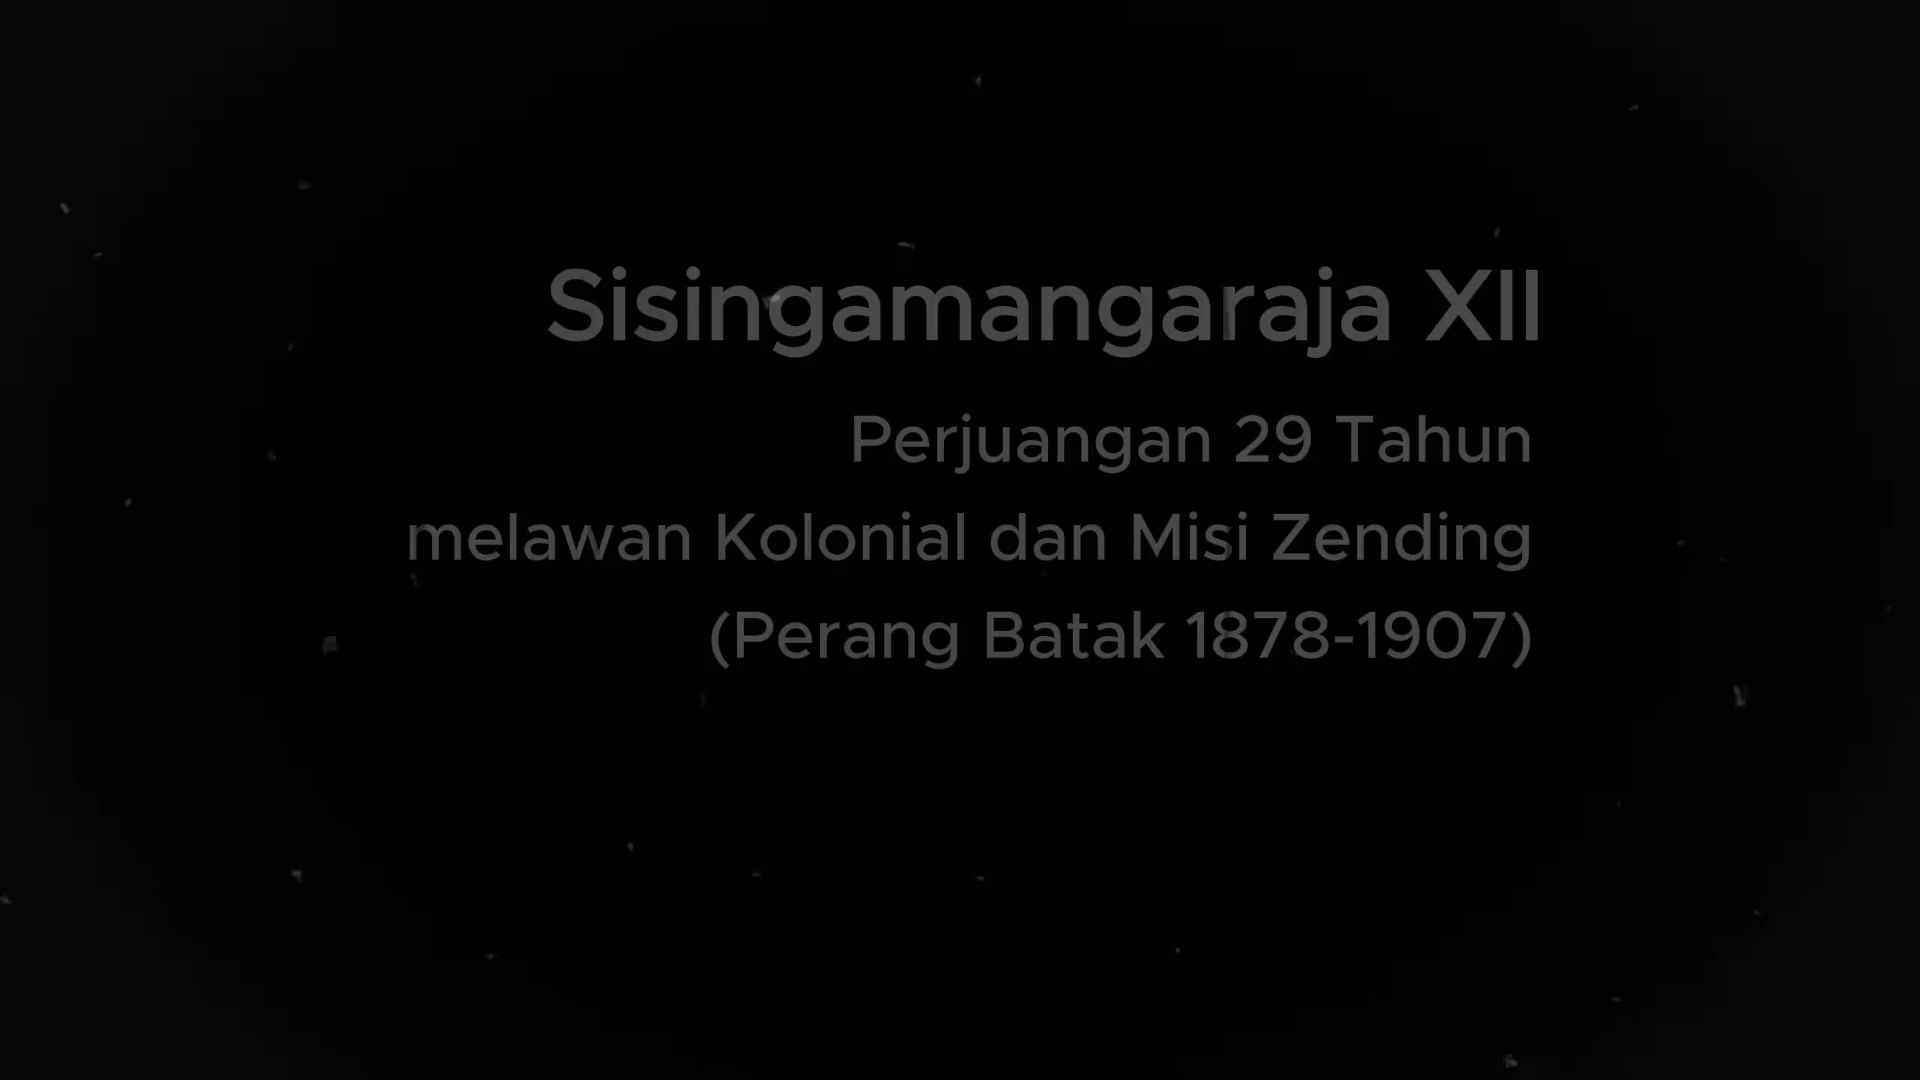 Sisingamangaraja XII
Perjuangan 29 Tahun
melawan Kolonial dan Misi Zending
(Perang Batak 1878-1907)